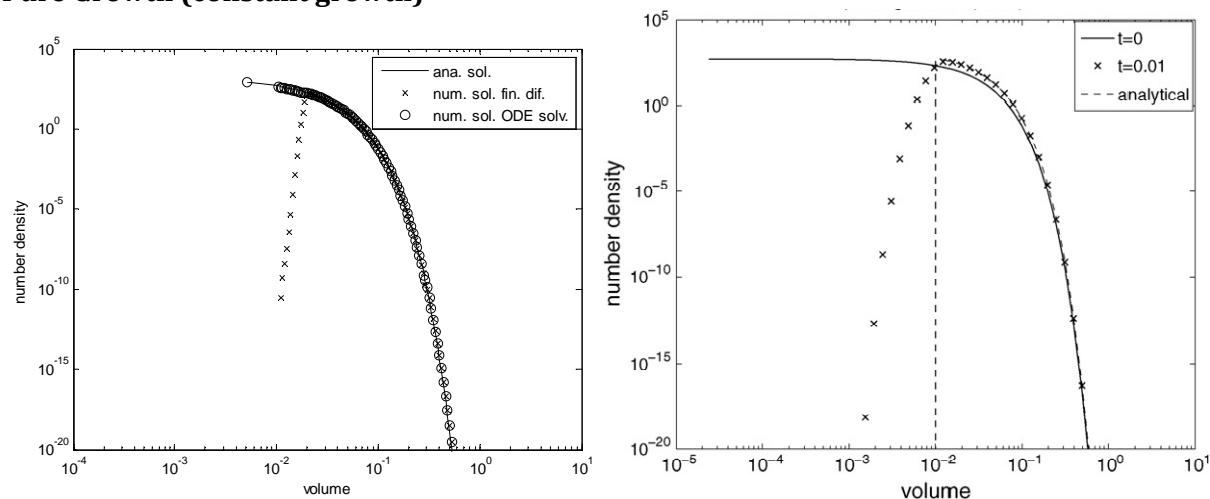 Pure Growth (constant growth)
10^5
10^0
10^-5
10^-10
10^-15
10^-20
number density
10^-4
10^-3
10^-2
10^-1
10^0
10^1
volume
ana. sol.
num. sol. fin. dif.
num. sol. ODE solv.
10^5
10^0
10^-5
10^-10
10^-15
10^-20
number density
10^-5
10^-4
10^-3
10^-2
10^-1
10^0
10^1
volume
t=0
t=0.01
analytical